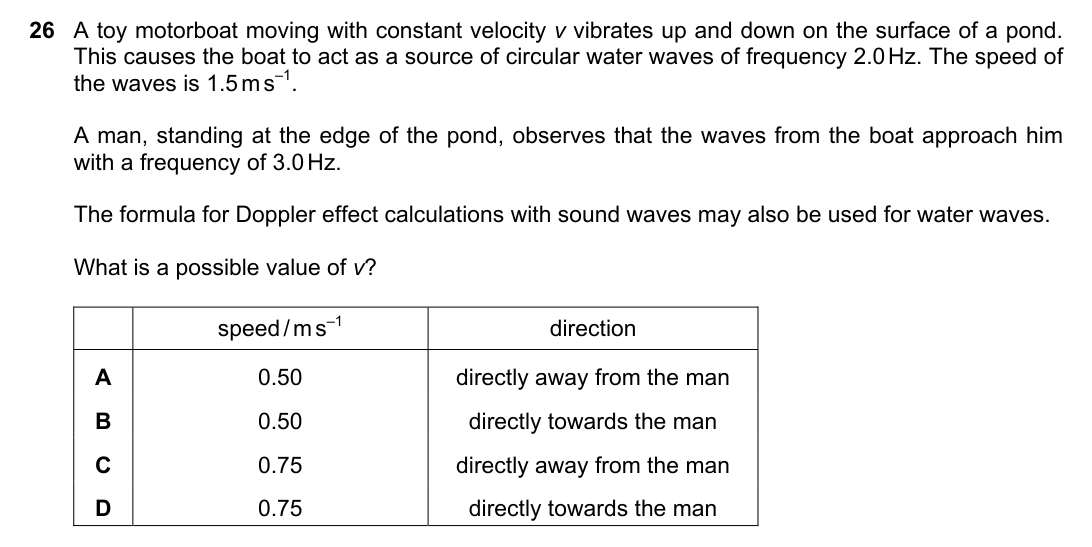 26 A toy motorboat moving with constant velocity v vibrates up and down on the surface of a pond.
This causes the boat to act as a source of circular water waves of frequency 2.0 Hz. The speed of
the waves is 1.5 m s⁻¹.
A man, standing at the edge of the pond, observes that the waves from the boat approach him
with a frequency of 3.0 Hz.
The formula for Doppler effect calculations with sound waves may also be used for water waves.
What is a possible value of v?
speed / m s⁻¹ direction
A 0.50 directly away from the man
B 0.50 directly towards the man
C 0.75 directly away from the man
D 0.75 directly towards the man